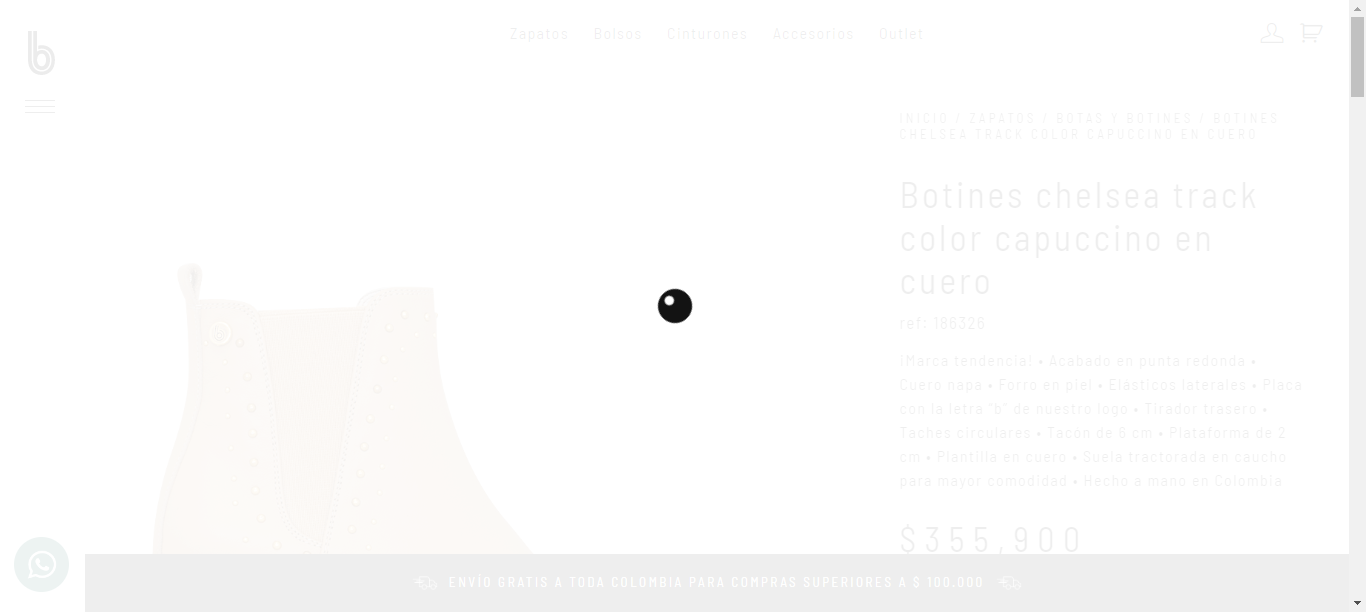 b
Zapatos Bolsos Cinturones Accesorios Outlet
INICIO / ZAPATOS / BOTAS Y BOTINES / BOTINES
CHELSEA TRACK COLOR CAPUCCINO EN CUERO
Botines chelsea track
color capuccino en
cuero
ref: 186326
¡Marca tendencia! • Acabado en punta redonda •
Cuero napa • Forro en piel • Elásticos laterales • Placa
con la letra "b" de nuestro logo • Tirador trasero •
Taches circulares • Tacón de 6 cm • Plataforma de 2
cm • Plantilla en cuero • Suela tractorada en caucho
para mayor comodidad • Hecho a mano en Colombia
$355,900
ENVÍO GRATIS A TODA COLOMBIA PARA COMPRAS SUPERIORES A $ 100.000